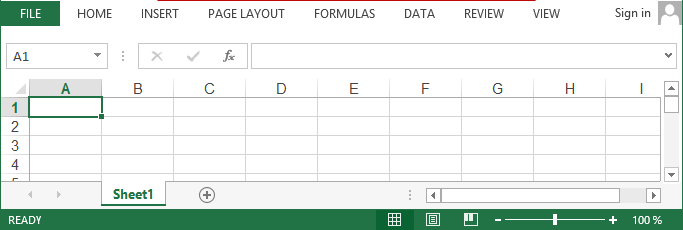 FILE HOME INSERT PAGE LAYOUT FORMULAS DATA REVIEW VIEW Sign in
A1 fx
A B C D E F G H I
1
2
3
4
Sheet1
READY 100 %